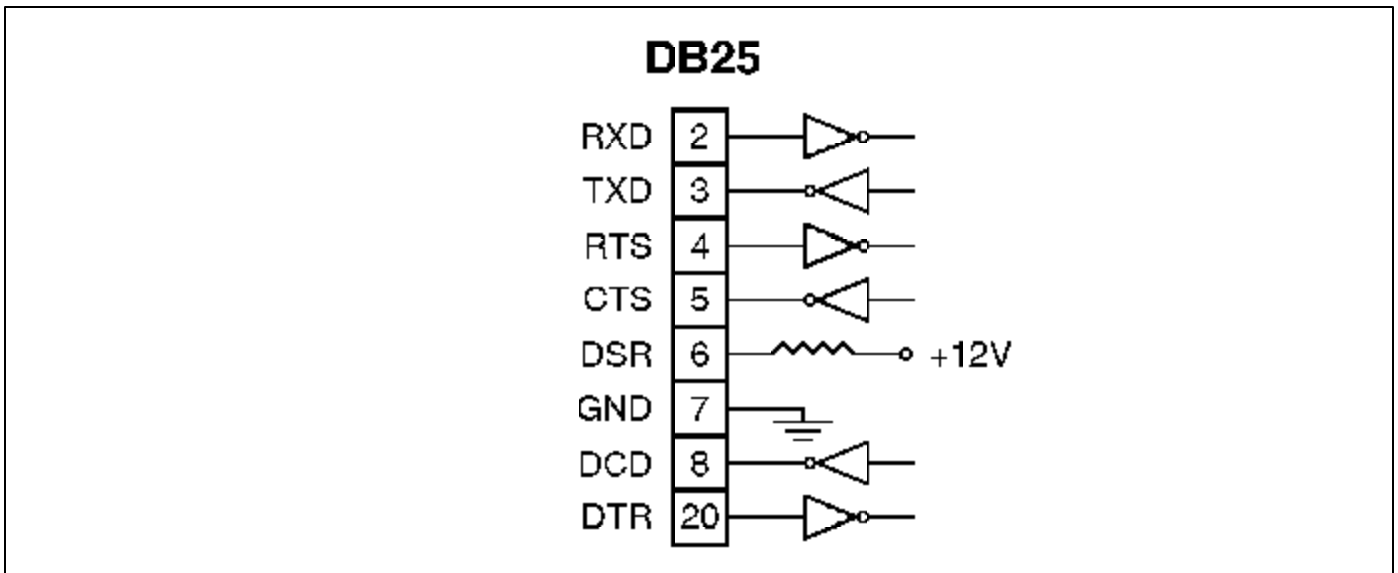 DB25
RXD 2
TXD 3
RTS 4
CTS 5
DSR 6 +12V
GND 7
DCD 8
DTR 20